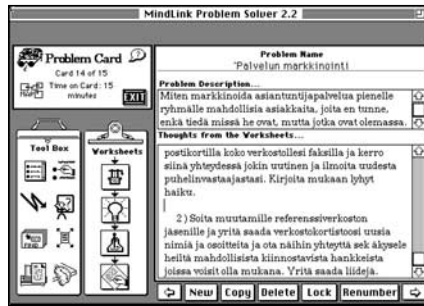 MindLink Problem Solver 2.2
Problem Card
Card 14 of 15
Time on Card: 15
minutes
EXIT
Tool Box
Worksheets
Problem Name
'Palvelun markkinointi
Problem Description...
Miten markkinoida asiantuntijapalvelua pienelle
ryhmälle mahdollisia asiakkaita, joita en tunne,
enkä tiedä missä he ovat, mutta jotka ovat olemassa.
Thoughts from the Worksheets...
postikortilla koko verkostollesi faksilla ja kerro
siinä yhteydessä jokin uutinen ja ilmoita uudesta
puhelinvastaajastasi. Kirjoita mukaan lyhyt
haiku.
2) Soita muutamille referenssiverkoston
jäsenille ja yritä saada verkostokortistoosi uusia
nimiä ja osoitteita ja ota näihin yhteyttä sek äkysele
heiltä mahdollisista kiinnostavista hankkeista
joissa voisit olla mukana. Yritä saada liidejä.
New Copy Delete Lock Renumber